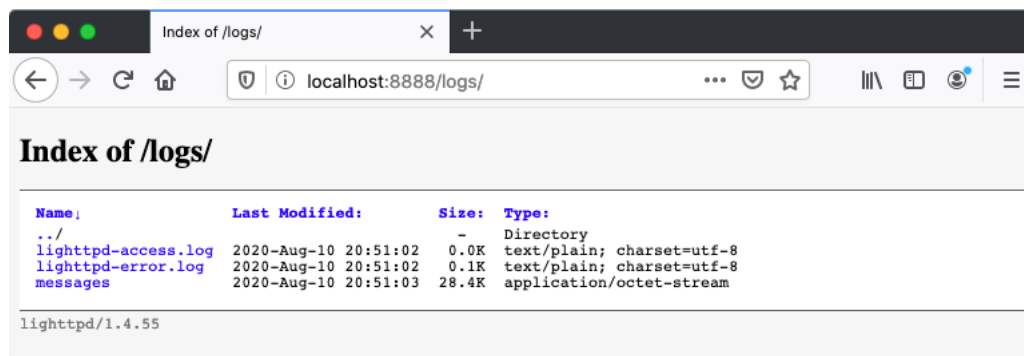 Index of /logs/
localhost:8888/logs/
Index of /logs/
Name↓ Last Modified: Size: Type:
../ - Directory
lighttpd-access.log 2020-Aug-10 20:51:02 0.0K text/plain; charset=utf-8
lighttpd-error.log 2020-Aug-10 20:51:02 0.1K text/plain; charset=utf-8
messages 2020-Aug-10 20:51:03 28.4K application/octet-stream
lighttpd/1.4.55